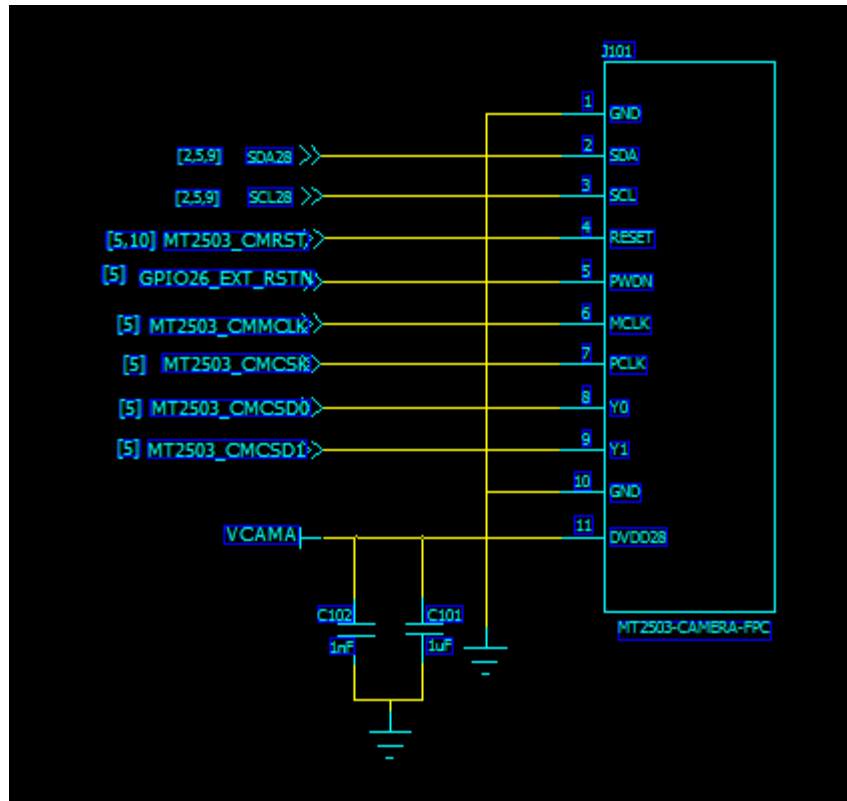 J101
1 GND
[2,5,9] SDA28 2 SDA
[2,5,9] SCL28 3 SCL
[5,10] MT2503_CMRST 4 RESET
[5] GPIO26_EXT_RSTN 5 PWDN
[5] MT2503_CMMCLK 6 MCLK
[5] MT2503_CMCSK 7 PCLK
[5] MT2503_CMCSD0 8 Y0
[5] MT2503_CMCSD1 9 Y1
10 GND
VCAMA 11 DVDD28
C102 C101
1nF 1uF
MT2503-CAMERA-FPC